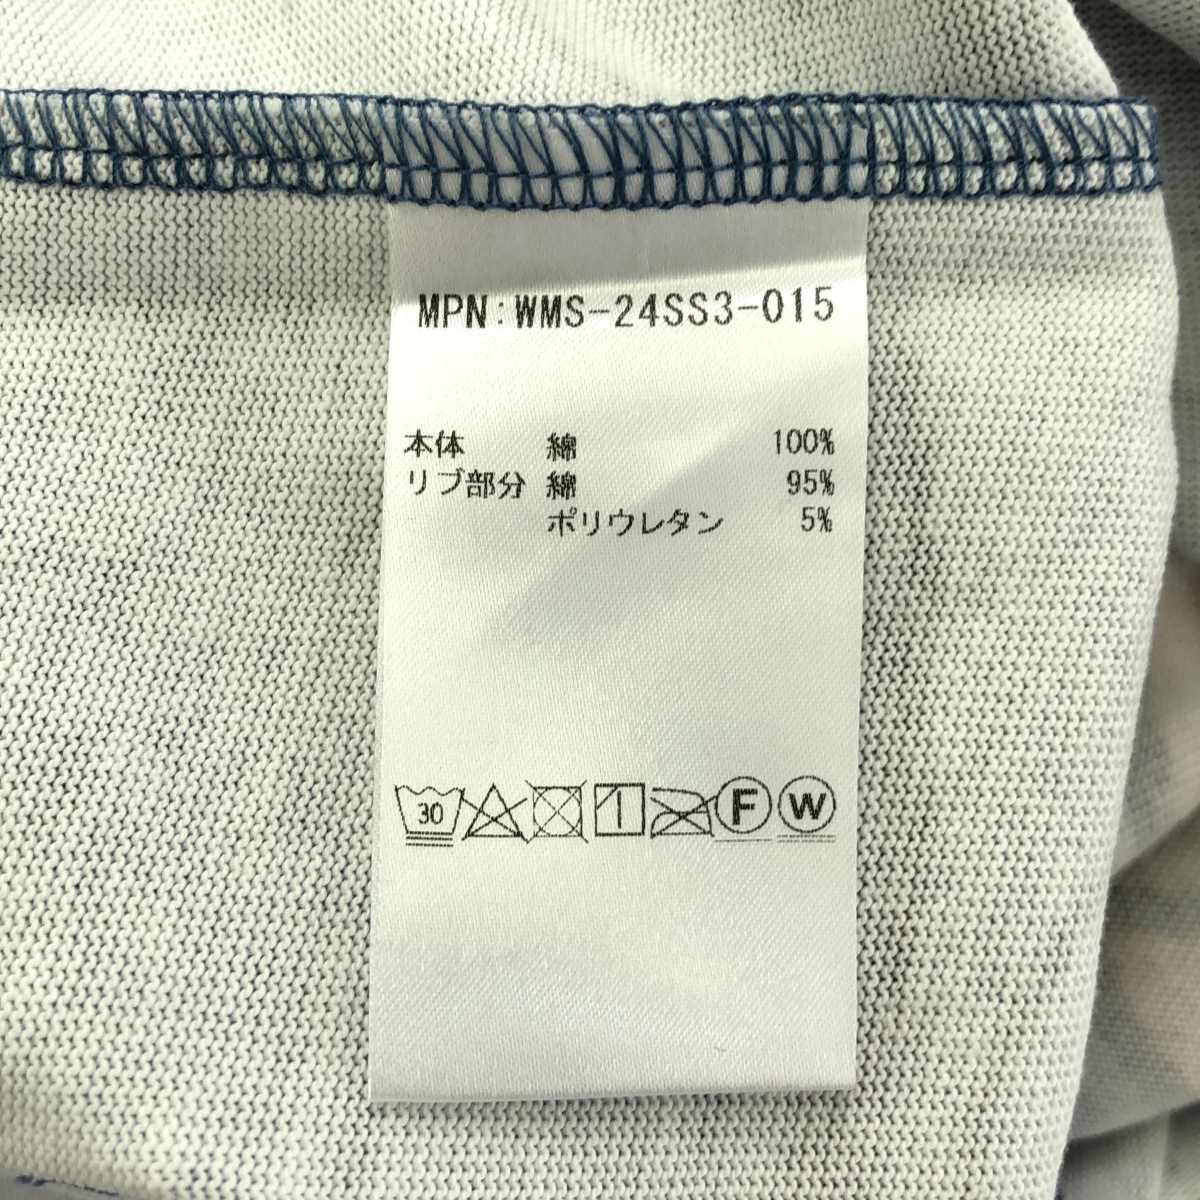 MPN:WMS-24SS3-015
本体 綿 100%
リブ部分 綿 95%
ポリウレタン 5%
30 F W